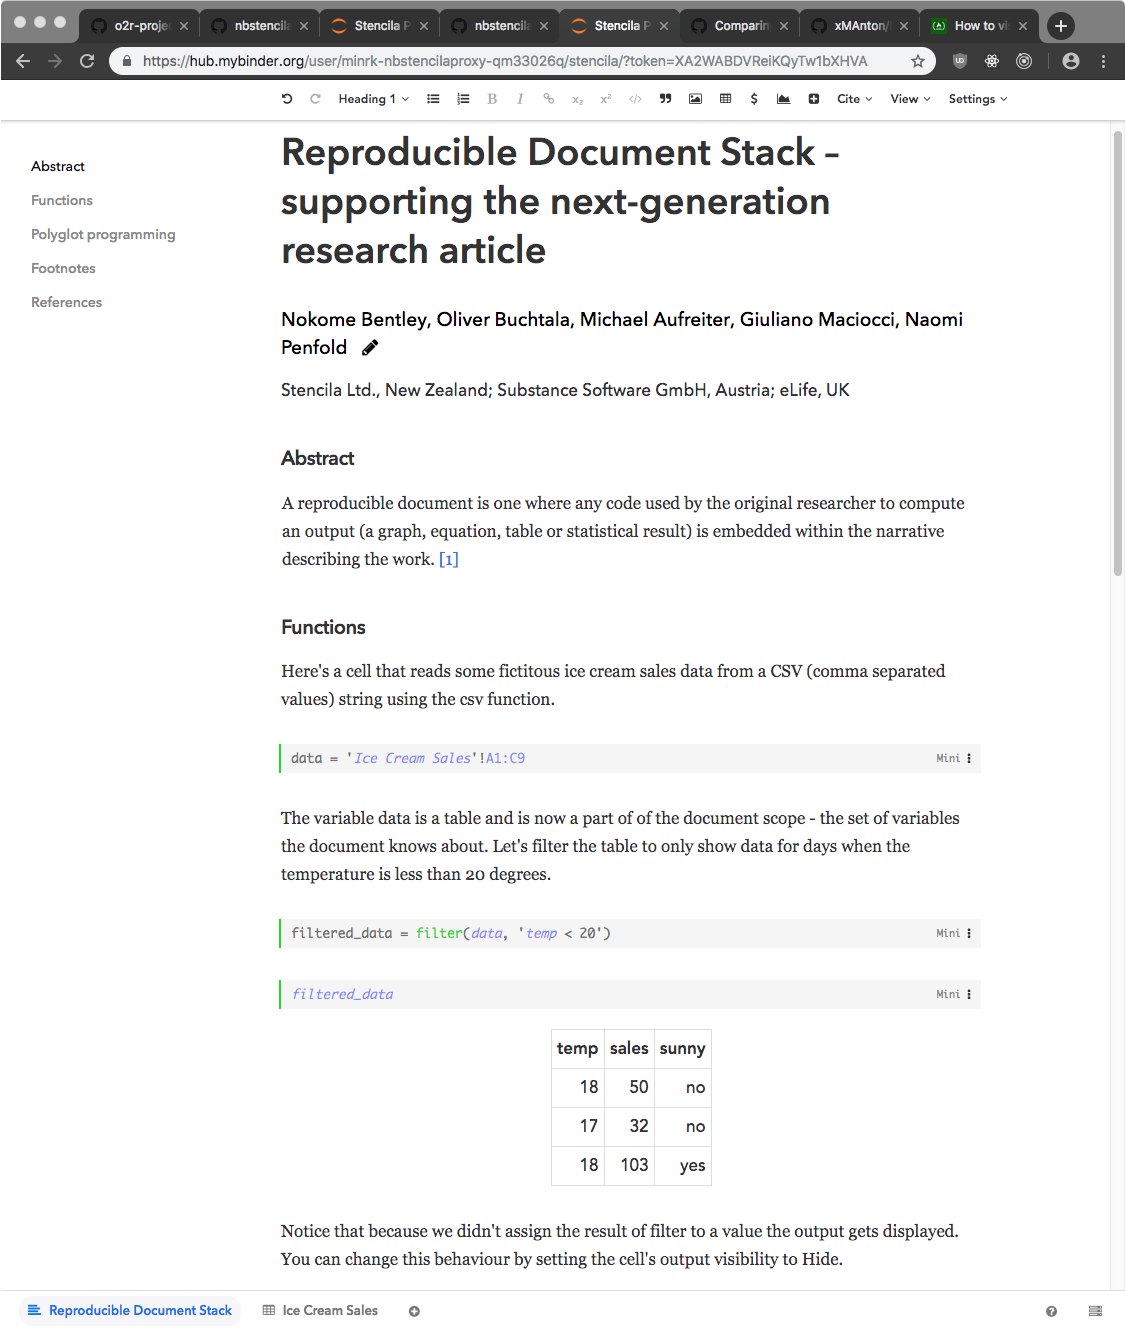 o2r-proje
nbstencila
Stencila P
nbstencila
Stencila P
Comparin
xMAnton/
How to vi
https://hub.mybinder.org/user/minrk-nbstencilaproxy-qm33026q/stencila/?token=XA2WABDVReiKQyTw1bXHVA
Heading 1
B I x₂ x² </> $ Cite View Settings
Abstract
Functions
Polyglot programming
Footnotes
References
Reproducible Document Stack –
supporting the next-generation
research article
Nokome Bentley, Oliver Buchtala, Michael Aufreiter, Giuliano Maciocci, Naomi
Penfold
Stencila Ltd., New Zealand; Substance Software GmbH, Austria; eLife, UK
Abstract
A reproducible document is one where any code used by the original researcher to compute
an output (a graph, equation, table or statistical result) is embedded within the narrative
describing the work. [1]
Functions
Here's a cell that reads some fictitous ice cream sales data from a CSV (comma separated
values) string using the csv function.
data = 'Ice Cream Sales'!A1:C9 Mini
The variable data is a table and is now a part of of the document scope - the set of variables
the document knows about. Let's filter the table to only show data for days when the
temperature is less than 20 degrees.
filtered_data = filter(data, 'temp < 20') Mini
filtered_data Mini
temp sales sunny
18 50 no
17 32 no
18 103 yes
Notice that because we didn't assign the result of filter to a value the output gets displayed.
You can change this behaviour by setting the cell's output visibility to Hide.
Reproducible Document Stack
Ice Cream Sales